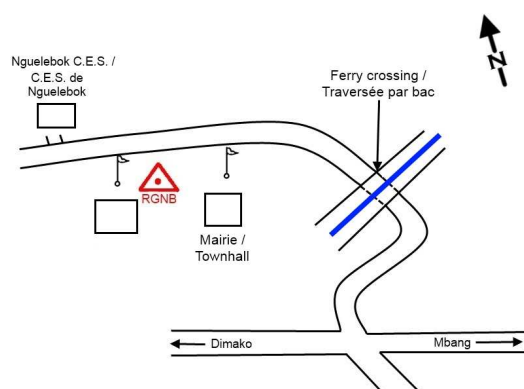 Nguelebok C.E.S. /
C.E.S. de
Nguelebok
Ferry crossing /
Traversée par bac
N
RGNB
Mairie /
Townhall
Dimako
Mbang